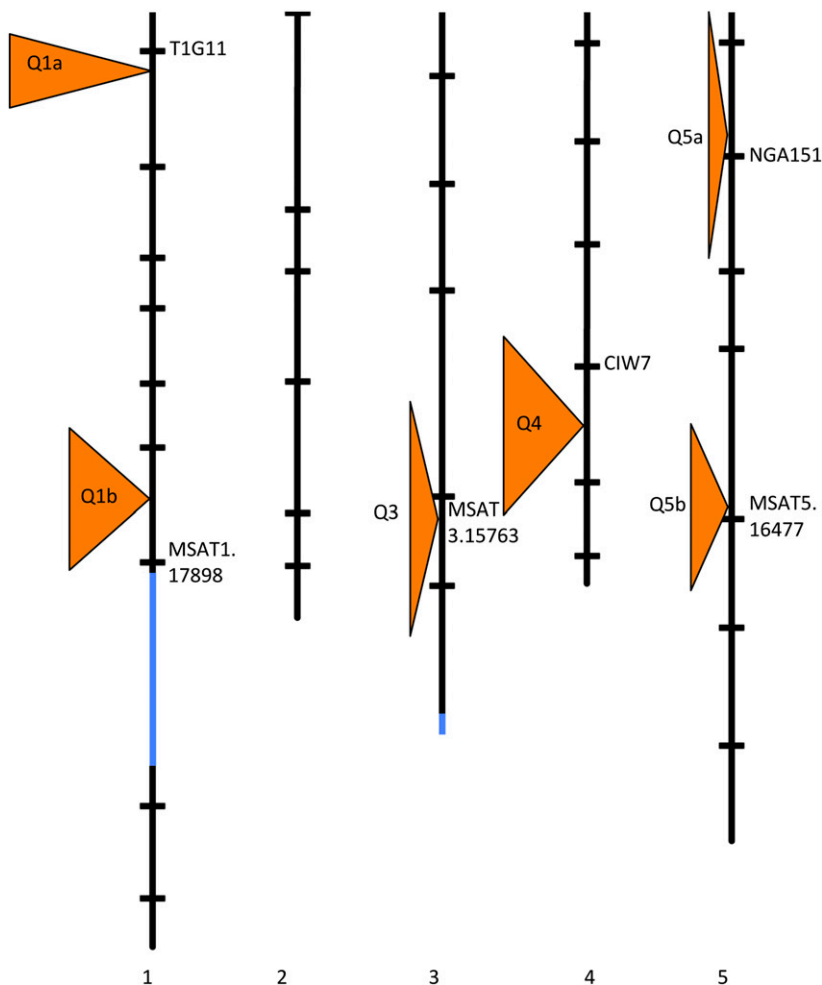 T1G11
Q1a
Q5a
NGA151
CIW7
Q4
Q1b
Q3
MSAT
3.15763
Q5b
MSAT5.
16477
MSAT1.
17898
1
2
3
4
5